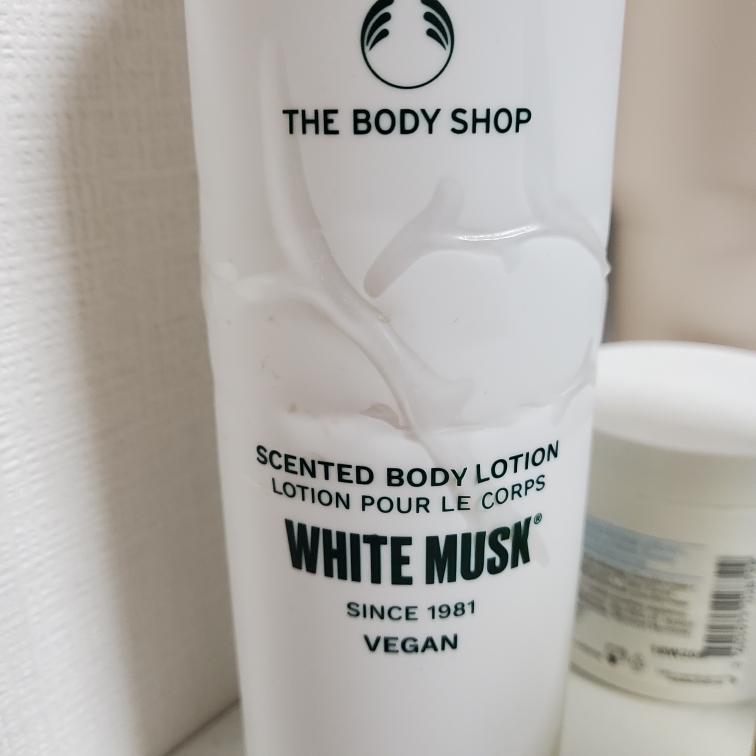 THE BODY SHOP
SCENTED BODY LOTION
LOTION POUR LE CORPS
WHITE MUSK®
SINCE 1981
VEGAN